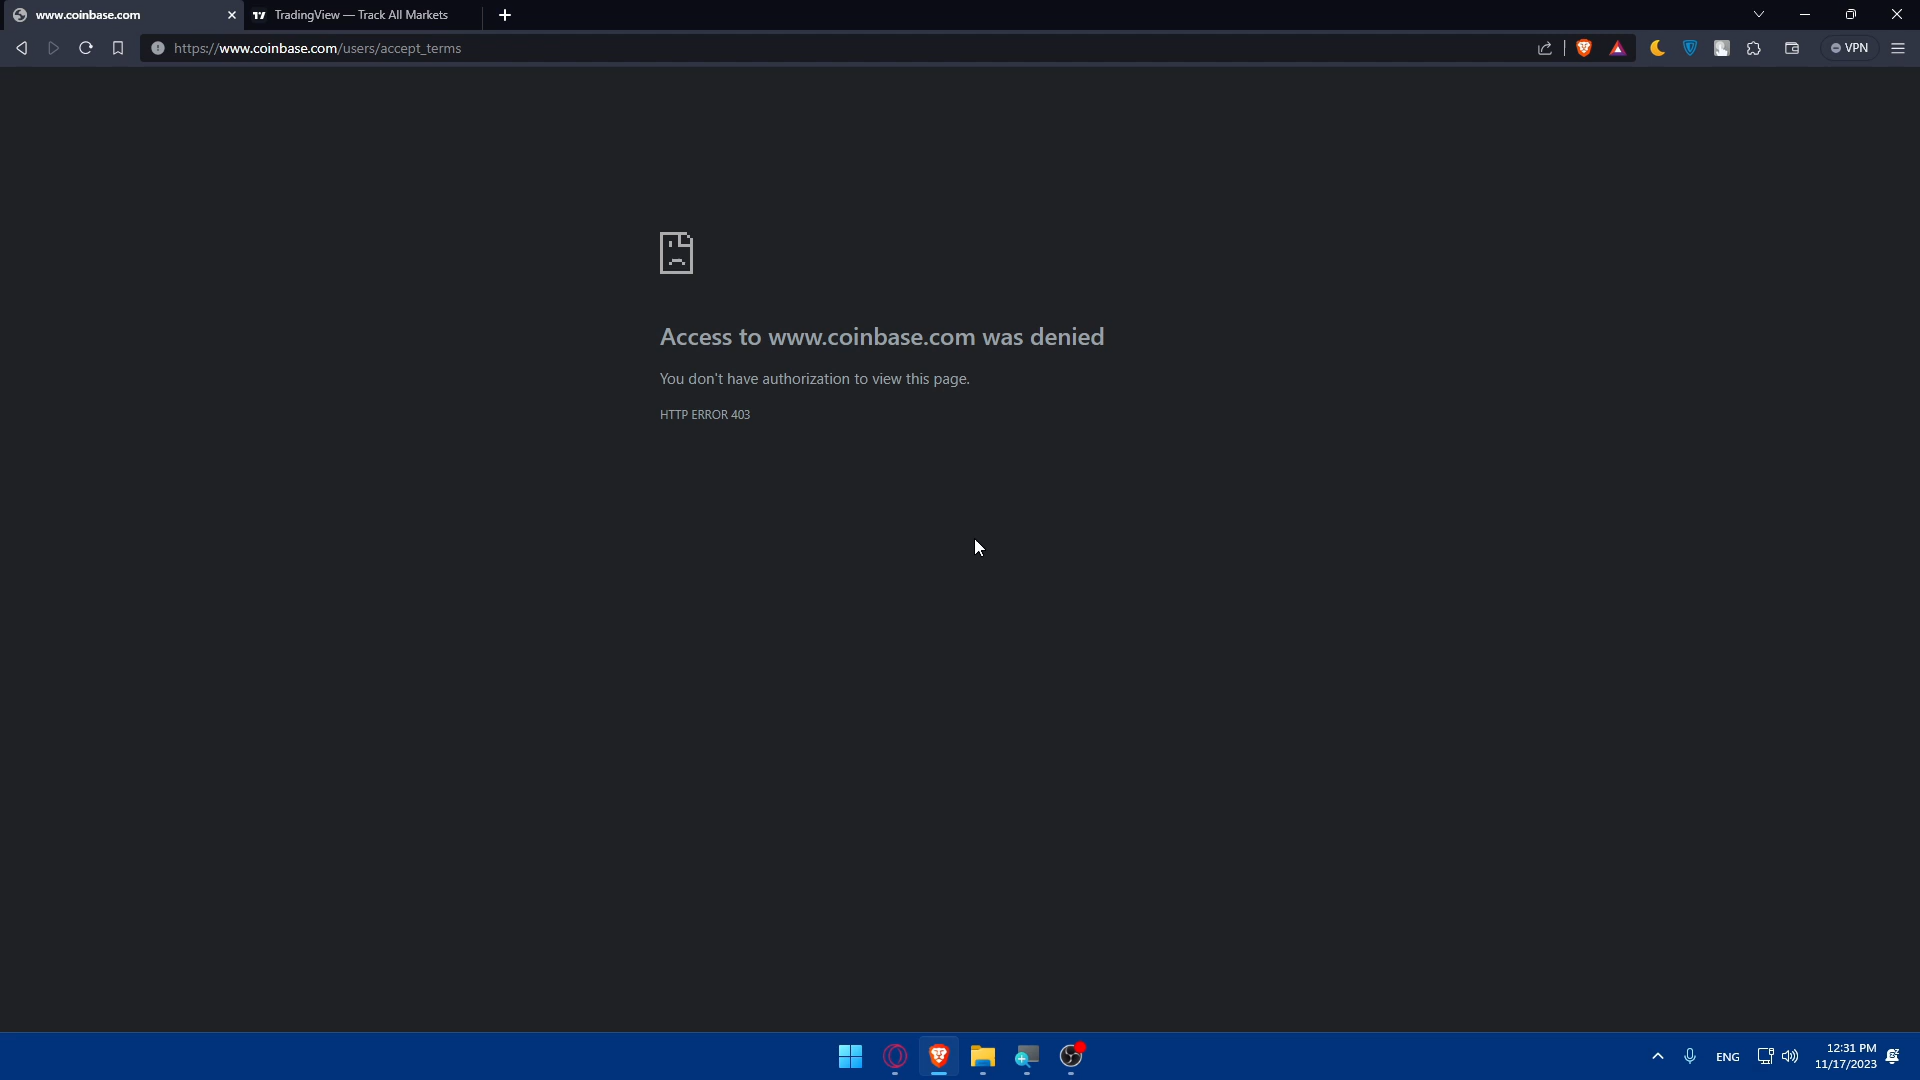 www.coinbase.com
TradingView — Track All Markets
https://www.coinbase.com/users/accept_terms
VPN
Access to www.coinbase.com was denied
You don't have authorization to view this page.
HTTP ERROR 403
ENG
12:31 PM
11/17/2023